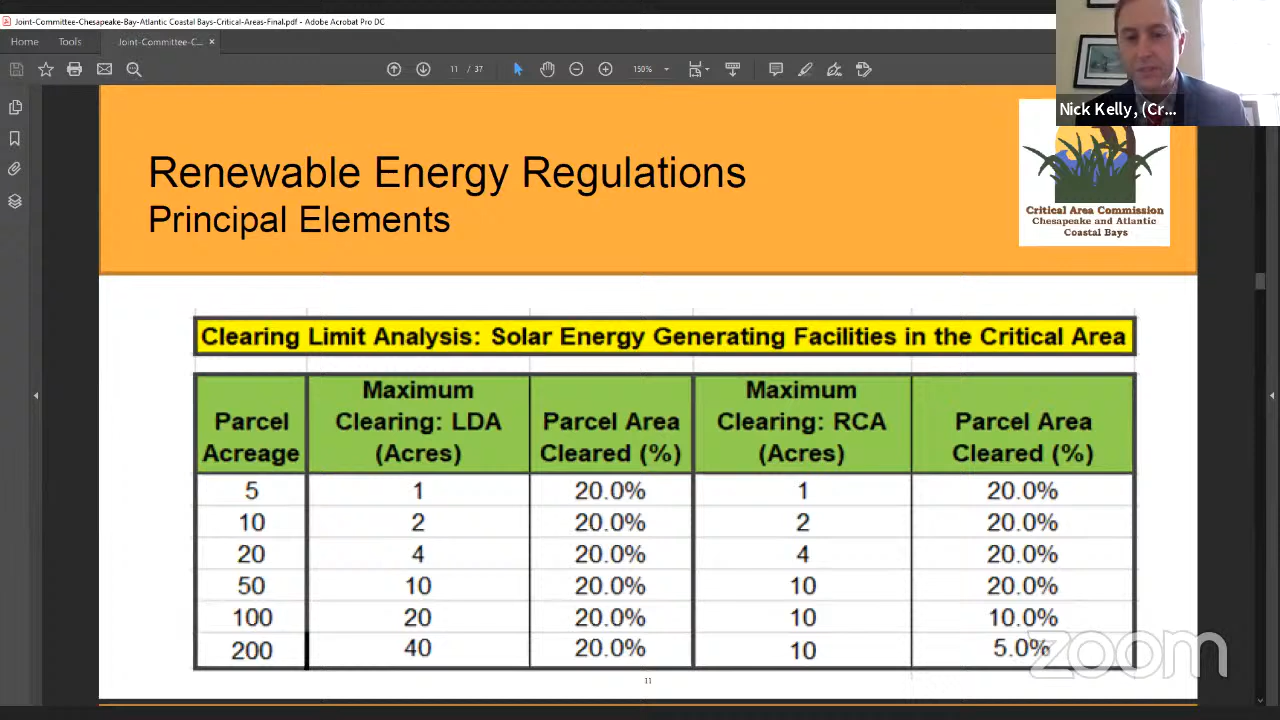 Joint-Committee-Chesapeake-Bay-Atlantic Coastal Bays-Critical-Areas-Final.pdf - Adobe Acrobat Pro DC
Home Tools Joint-Committee-C... ×
11 / 37 150%
Nick Kelly, (Cr...
Renewable Energy Regulations
Principal Elements
Critical Area Commission
Chesapeake and Atlantic
Coastal Bays
Clearing Limit Analysis: Solar Energy Generating Facilities in the Critical Area
Parcel Acreage Maximum Clearing: LDA (Acres) Parcel Area Cleared (%) Maximum Clearing: RCA (Acres) Parcel Area Cleared (%)
5 1 20.0% 1 20.0%
10 2 20.0% 2 20.0%
20 4 20.0% 4 20.0%
50 10 20.0% 10 20.0%
100 20 20.0% 10 10.0%
200 40 20.0% 10 5.0%
zoom
11